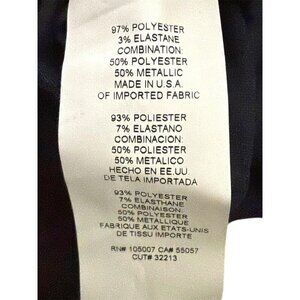 97% POLYESTER
3% ELASTANE
COMBINATION:
50% POLYESTER
50% METALLIC
MADE IN U.S.A.
OF IMPORTED FABRIC
93% POLIESTER
7% ELASTANO
COMBINACION:
50% POLIESTER
50% METALICO
HECHO EN EE.UU.
DE TELA IMPORTADA
93% POLYESTER
7% ELASTHANE
COMBINAISON:
50% POLYESTER
50% METALLIQUE
FABRIQUE AUX ETATS-UNIS
DE TISSU IMPORTE
RN# 105007 CA# 55057
CUT# 32213